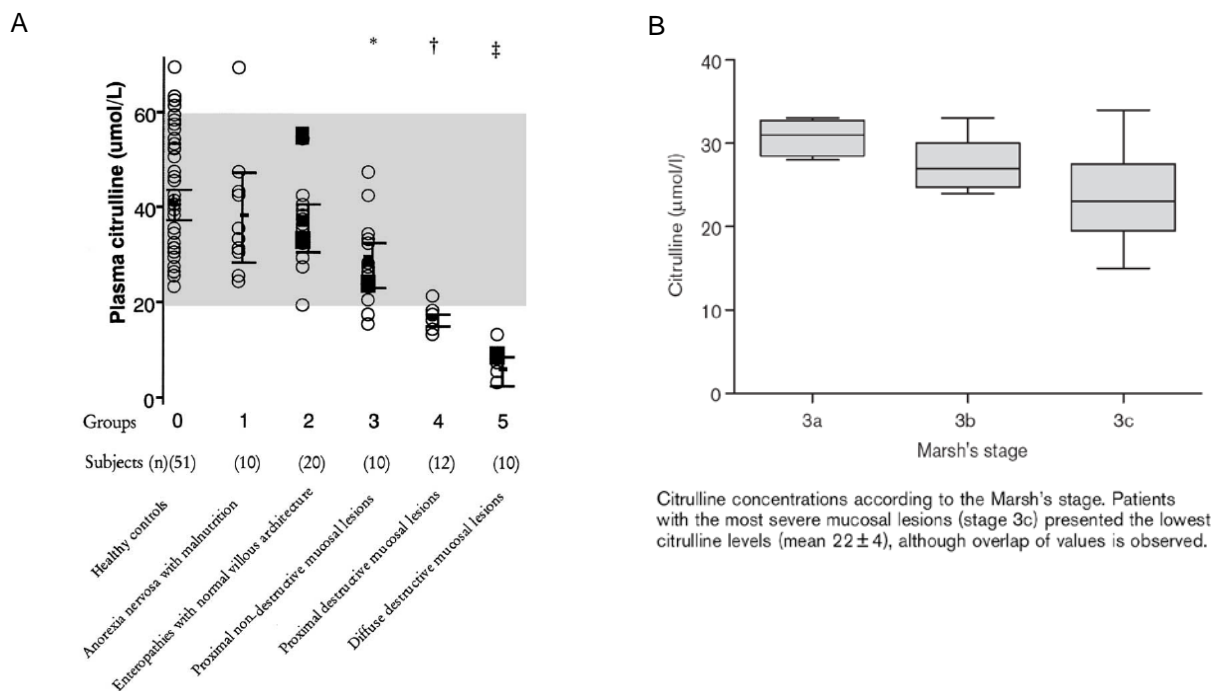 A
* † ‡
Plasma citrulline (umol/L)
60
40
20
0
Groups 0 1 2 3 4 5
Subjects (n)(51) (10) (20) (10) (12) (10)
Healthy controls
Anorexia nervosa with malnutrition
Enteropathies with normal villous architecture
Proximal non-destructive mucosal lesions
Proximal destructive mucosal lesions
Diffuse destructive mucosal lesions
B
Citrulline (μmol/l)
40
30
20
10
0
3a 3b 3c
Marsh's stage
Citrulline concentrations according to the Marsh's stage. Patients
with the most severe mucosal lesions (stage 3c) presented the lowest
citrulline levels (mean 22 ± 4), although overlap of values is observed.